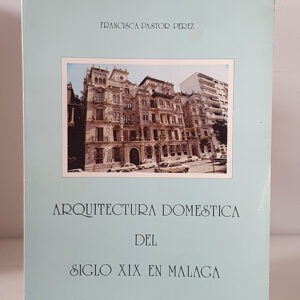 FRANCISCA PASTOR PEREZ
ARQUITECTURA DOMESTICA
DEL
SIGLO XIX EN MALAGA